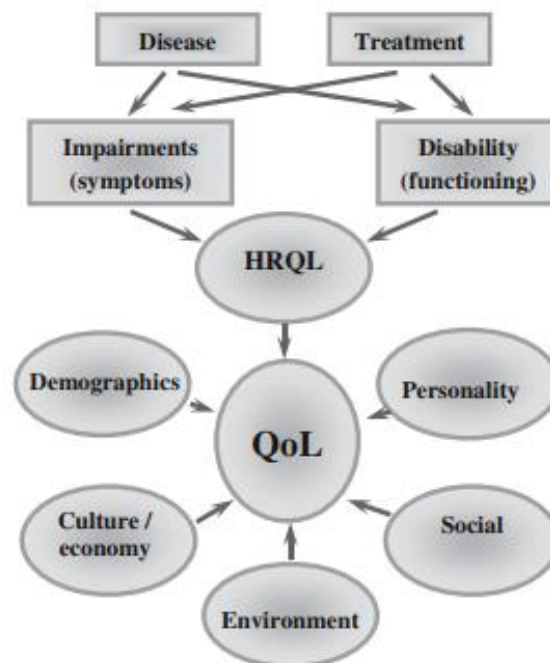 Disease
Treatment
Impairments
(symptoms)
Disability
(functioning)
HRQL
Demographics
Personality
QoL
Culture /
economy
Social
Environment